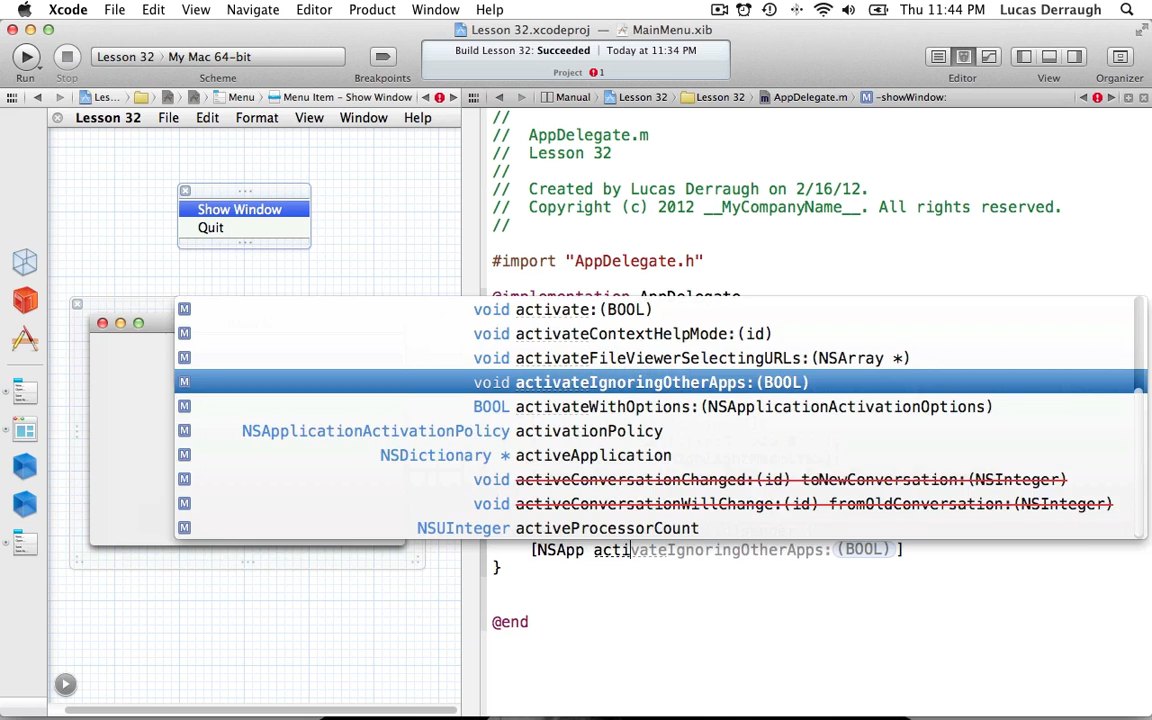 Xcode File Edit View Navigate Editor Product Window Help Thu 11:44 PM Lucas Derraugh
Lesson 32.xcodeproj — MainMenu.xib
Lesson 32 〉 My Mac 64-bit
Build Lesson 32: Succeeded | Today at 11:34 PM
Project 1
Run Stop Scheme Breakpoints Editor View Organizer
Les... Menu Menu Item - Show Window Manual Lesson 32 Lesson 32 AppDelegate.m M -showWindow:
Lesson 32 File Edit Format View Window Help
Show Window
Quit
//
// AppDelegate.m
// Lesson 32
//
// Created by Lucas Derraugh on 2/16/12.
// Copyright (c) 2012 __MyCompanyName__. All rights reserved.
//
#import "AppDelegate.h"
@implementation AppDelegate
M void activate:(BOOL)
M void activateContextHelpMode:(id)
M void activateFileViewerSelectingURLs:(NSArray *)
M void activateIgnoringOtherApps:(BOOL)
M BOOL activateWithOptions:(NSApplicationActivationOptions)
M NSApplicationActivationPolicy activationPolicy
M NSDictionary * activeApplication
M void activeConversationChanged:(id) toNewConversation:(NSInteger)
M void activeConversationWillChange:(id) fromOldConversation:(NSInteger)
M NSUInteger activeProcessorCount
[NSApp activateIgnoringOtherApps:(BOOL)]
}
@end